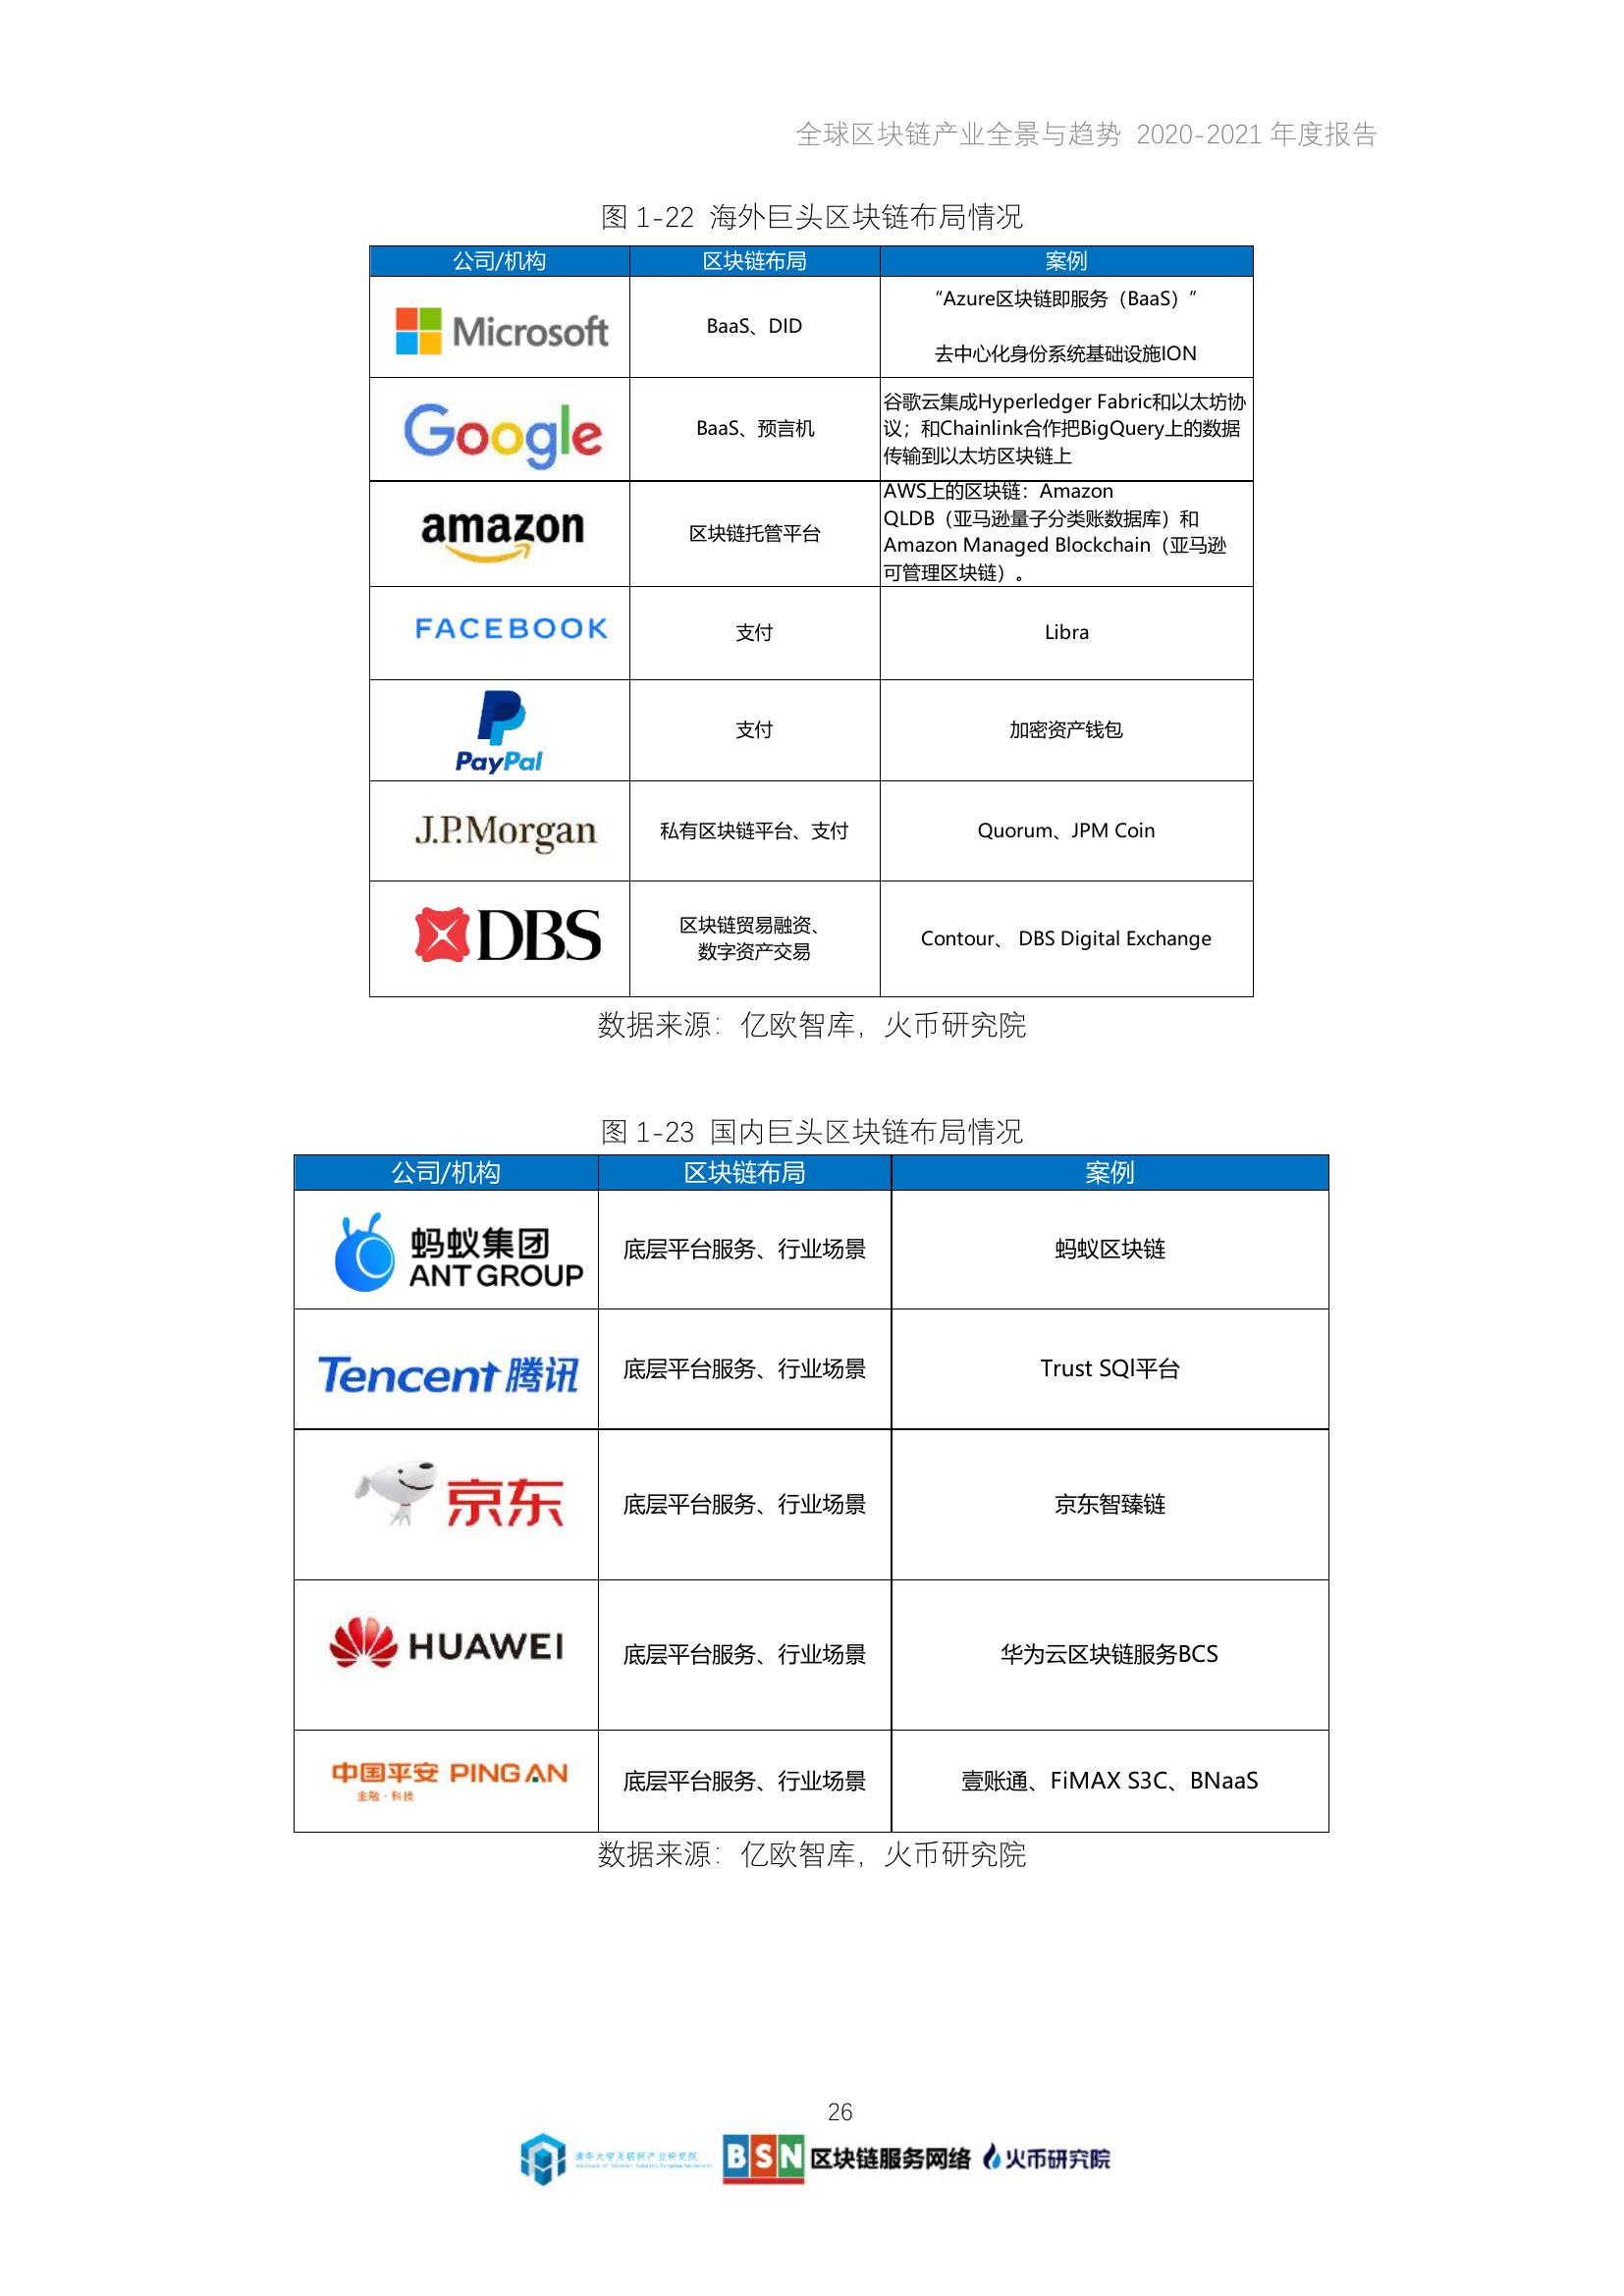 全球区块链产业全景与趋势 2020-2021 年度报告
图 1-22 海外巨头区块链布局情况
公司/机构 区块链布局 案例
Microsoft BaaS、DID “Azure区块链即服务（BaaS）”
去中心化身份系统基础设施ION
Google BaaS、预言机 谷歌云集成Hyperledger Fabric和以太坊协
议；和Chainlink合作把BigQuery上的数据
传输到以太坊区块链上
amazon 区块链托管平台 AWS上的区块链：Amazon
QLDB（亚马逊量子分类账数据库）和
Amazon Managed Blockchain（亚马逊
可管理区块链）。
FACEBOOK 支付 Libra
PayPal 支付 加密资产钱包
J.P.Morgan 私有区块链平台、支付 Quorum、JPM Coin
DBS 区块链贸易融资、
数字资产交易 Contour、 DBS Digital Exchange
数据来源：亿欧智库，火币研究院
图 1-23 国内巨头区块链布局情况
公司/机构 区块链布局 案例
蚂蚁集团
ANT GROUP 底层平台服务、行业场景 蚂蚁区块链
Tencent 腾讯 底层平台服务、行业场景 Trust SQl平台
京东 底层平台服务、行业场景 京东智臻链
HUAWEI 底层平台服务、行业场景 华为云区块链服务BCS
中国平安 PING AN
金融·科技 底层平台服务、行业场景 壹账通、FiMAX S3C、BNaaS
数据来源：亿欧智库，火币研究院
26
清华大学互联网产业研究院
BSN 区块链服务网络 火币研究院